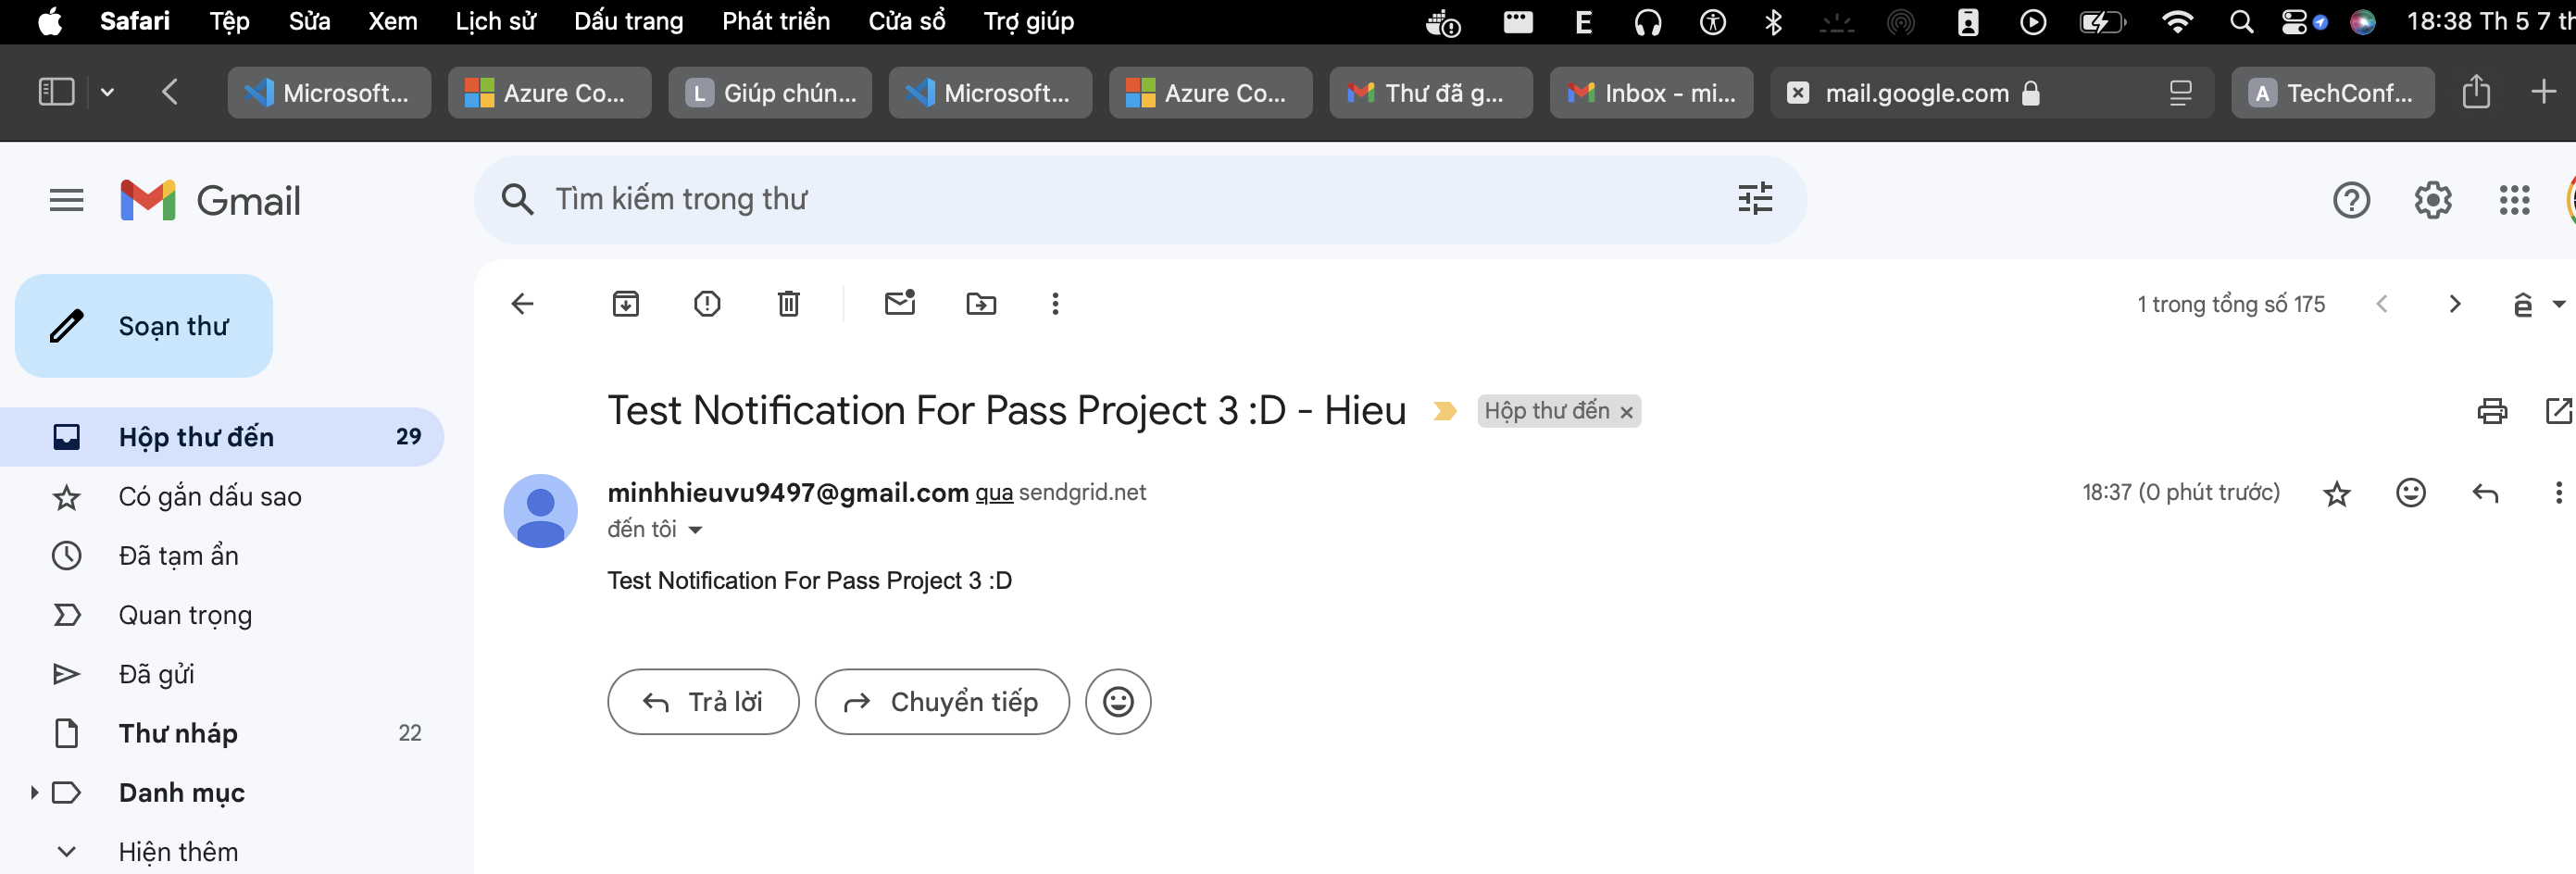 Safari Tệp Sửa Xem Lịch sử Dấu trang Phát triển Cửa sổ Trợ giúp E 18:38 Th 5 7 th
Microsoft... Azure Co... L Giúp chún... Microsoft... Azure Co... Thư đã g... Inbox - mi... mail.google.com A TechConf...
Gmail
Tìm kiếm trong thư
Soạn thư
1 trong tổng số 175
Test Notification For Pass Project 3 :D - Hieu Hộp thư đến ×
Hộp thư đến 29
minhhieuvu9497@gmail.com qua sendgrid.net 18:37 (0 phút trước)
Có gắn dấu sao
đến tôi
Đã tạm ẩn
Test Notification For Pass Project 3 :D
Quan trọng
Đã gửi
Trả lời Chuyển tiếp
Thư nháp 22
Danh mục
Hiện thêm